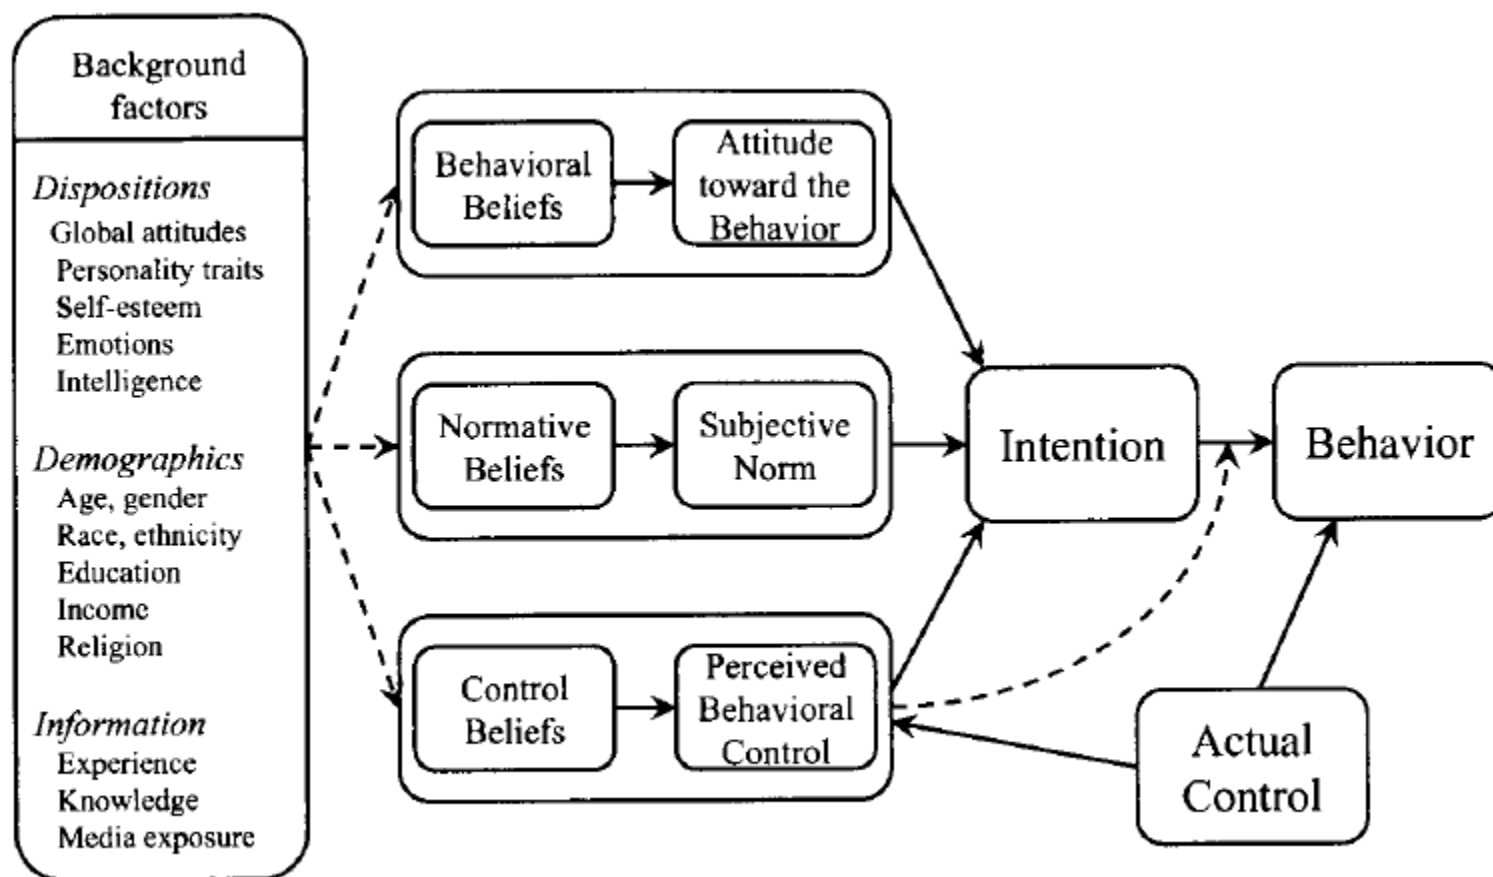 Background
factors
Dispositions
Global attitudes
Personality traits
Self-esteem
Emotions
Intelligence
Demographics
Age, gender
Race, ethnicity
Education
Income
Religion
Information
Experience
Knowledge
Media exposure
Behavioral
Beliefs
Attitude
toward the
Behavior
Normative
Beliefs
Subjective
Norm
Control
Beliefs
Perceived
Behavioral
Control
Intention
Behavior
Actual
Control